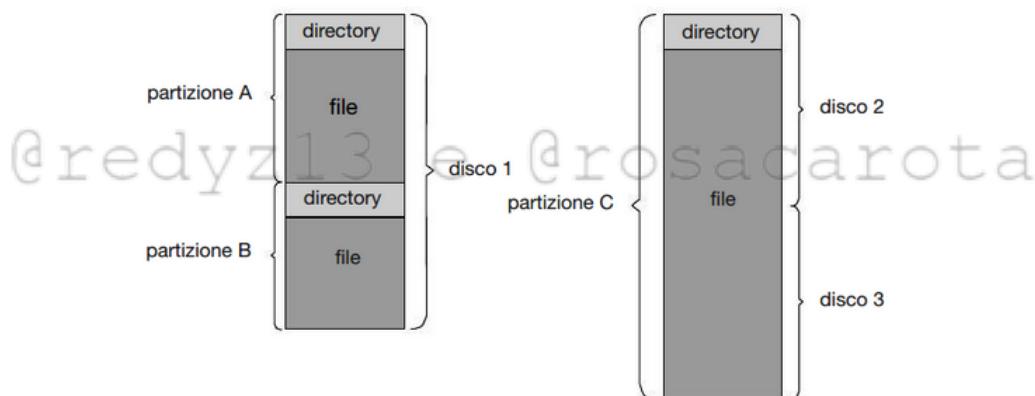 directory
partizione A
file
disco 1
directory
partizione B
file
directory
disco 2
partizione C
file
disco 3
@redyz13 e @rosacarota